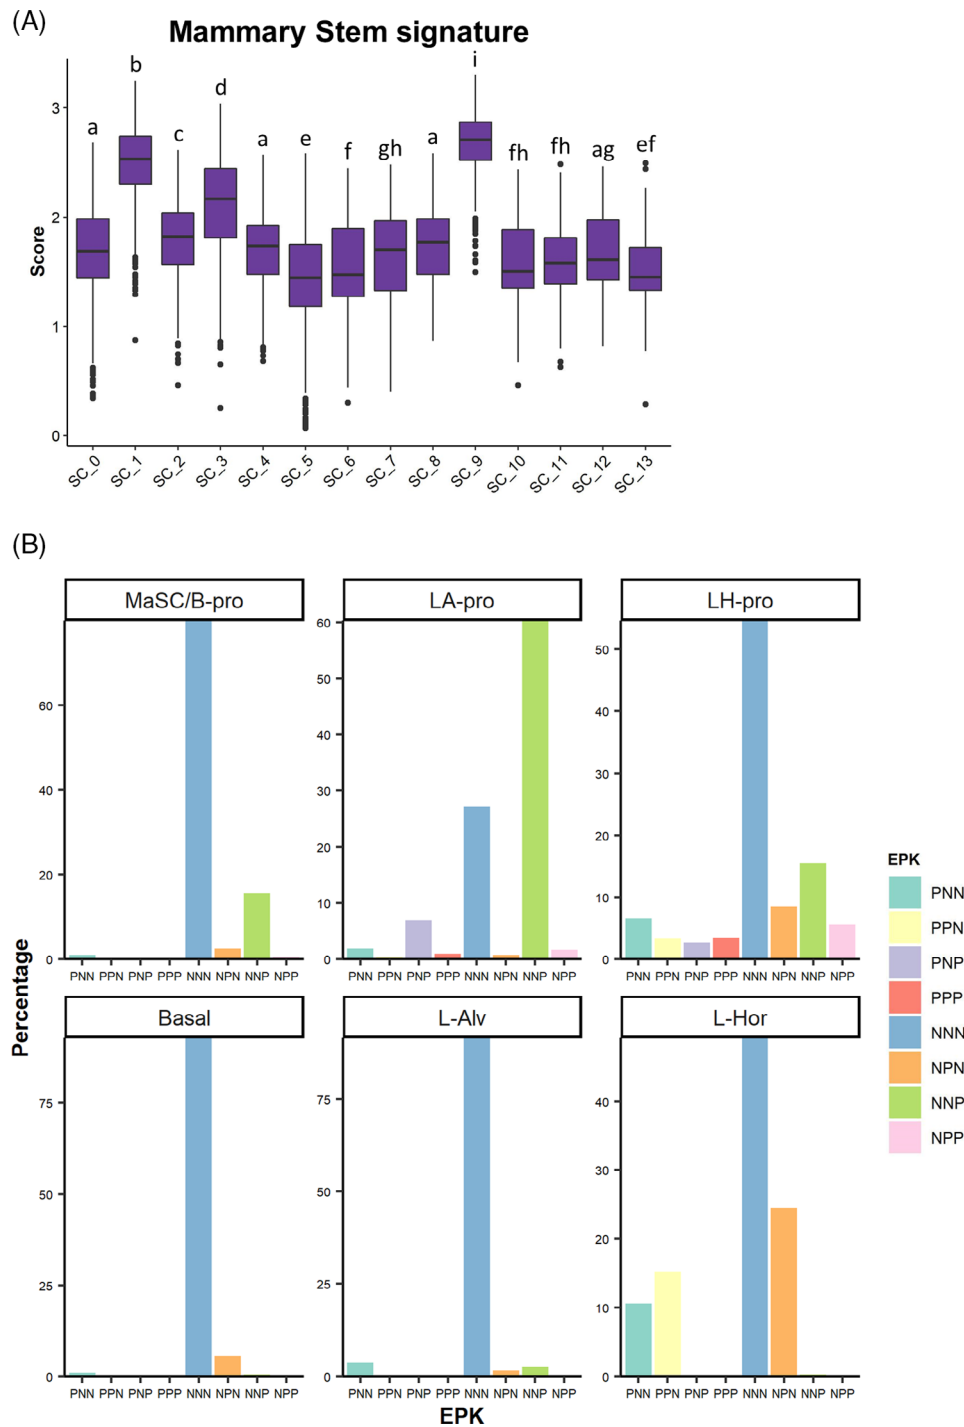 (A)
Mammary Stem signature
a b c d a e f gh a i fh fh ag ef
Score
3
2
1
0
SC_0 SC_1 SC_2 SC_3 SC_4 SC_5 SC_6 SC_7 SC_8 SC_9 SC_10 SC_11 SC_12 SC_13
(B)
MaSC/B-pro
60
40
20
0
PNN PPN PNP PPP NNN NPN NNP NPP
LA-pro
60
50
40
30
20
10
0
PNN PPN PNP PPP NNN NPN NNP NPP
LH-pro
50
40
30
20
10
0
PNN PPN PNP PPP NNN NPN NNP NPP
Percentage
Basal
75
50
25
0
PNN PPN PNP PPP NNN NPN NNP NPP
L-Alv
75
50
25
0
PNN PPN PNP PPP NNN NPN NNP NPP
L-Hor
40
30
20
10
0
PNN PPN PNP PPP NNN NPN NNP NPP
EPK
EPK
PNN
PPN
PNP
PPP
NNN
NPN
NNP
NPP